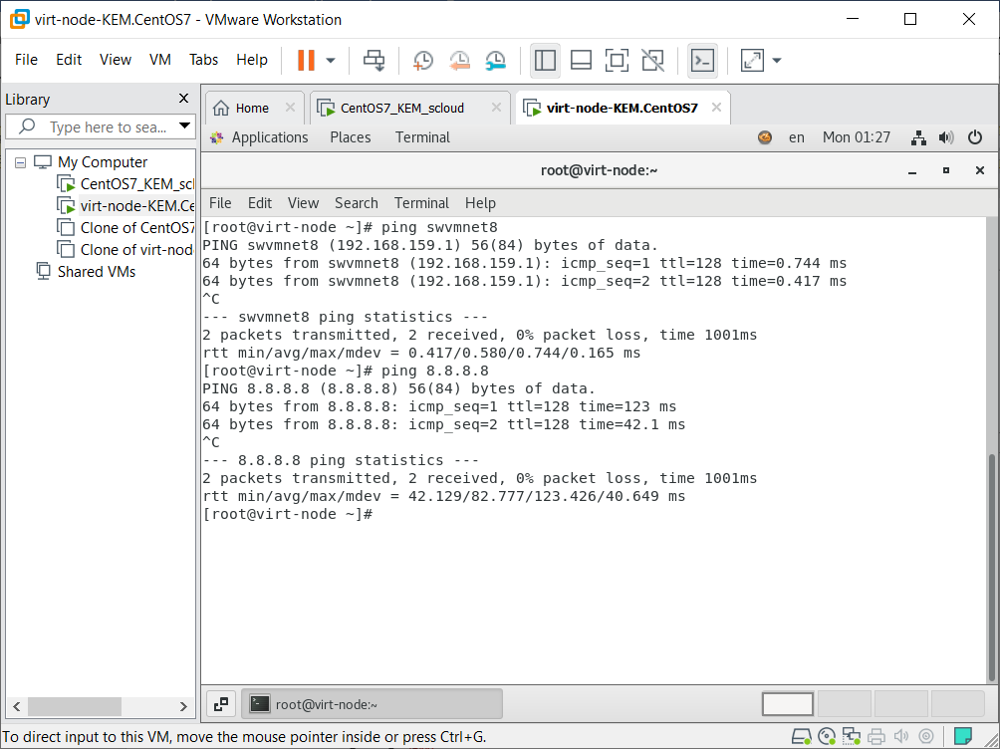 virt-node-KEM.CentOS7 - VMware Workstation
File Edit View VM Tabs Help
Library
Type here to sea...
My Computer
CentOS7_KEM_scl
virt-node-KEM.Ce
Clone of CentOS7
Clone of virt-nod
Shared VMs
Home CentOS7_KEM_scloud virt-node-KEM.CentOS7
Applications Places Terminal en Mon 01:27
root@virt-node:~
File Edit View Search Terminal Help
[root@virt-node ~]# ping swvmnet8
PING swvmnet8 (192.168.159.1) 56(84) bytes of data.
64 bytes from swvmnet8 (192.168.159.1): icmp_seq=1 ttl=128 time=0.744 ms
64 bytes from swvmnet8 (192.168.159.1): icmp_seq=2 ttl=128 time=0.417 ms
^C
--- swvmnet8 ping statistics ---
2 packets transmitted, 2 received, 0% packet loss, time 1001ms
rtt min/avg/max/mdev = 0.417/0.580/0.744/0.165 ms
[root@virt-node ~]# ping 8.8.8.8
PING 8.8.8.8 (8.8.8.8) 56(84) bytes of data.
64 bytes from 8.8.8.8: icmp_seq=1 ttl=128 time=123 ms
64 bytes from 8.8.8.8: icmp_seq=2 ttl=128 time=42.1 ms
^C
--- 8.8.8.8 ping statistics ---
2 packets transmitted, 2 received, 0% packet loss, time 1001ms
rtt min/avg/max/mdev = 42.129/82.777/123.426/40.649 ms
[root@virt-node ~]#
root@virt-node:~
To direct input to this VM, move the mouse pointer inside or press Ctrl+G.